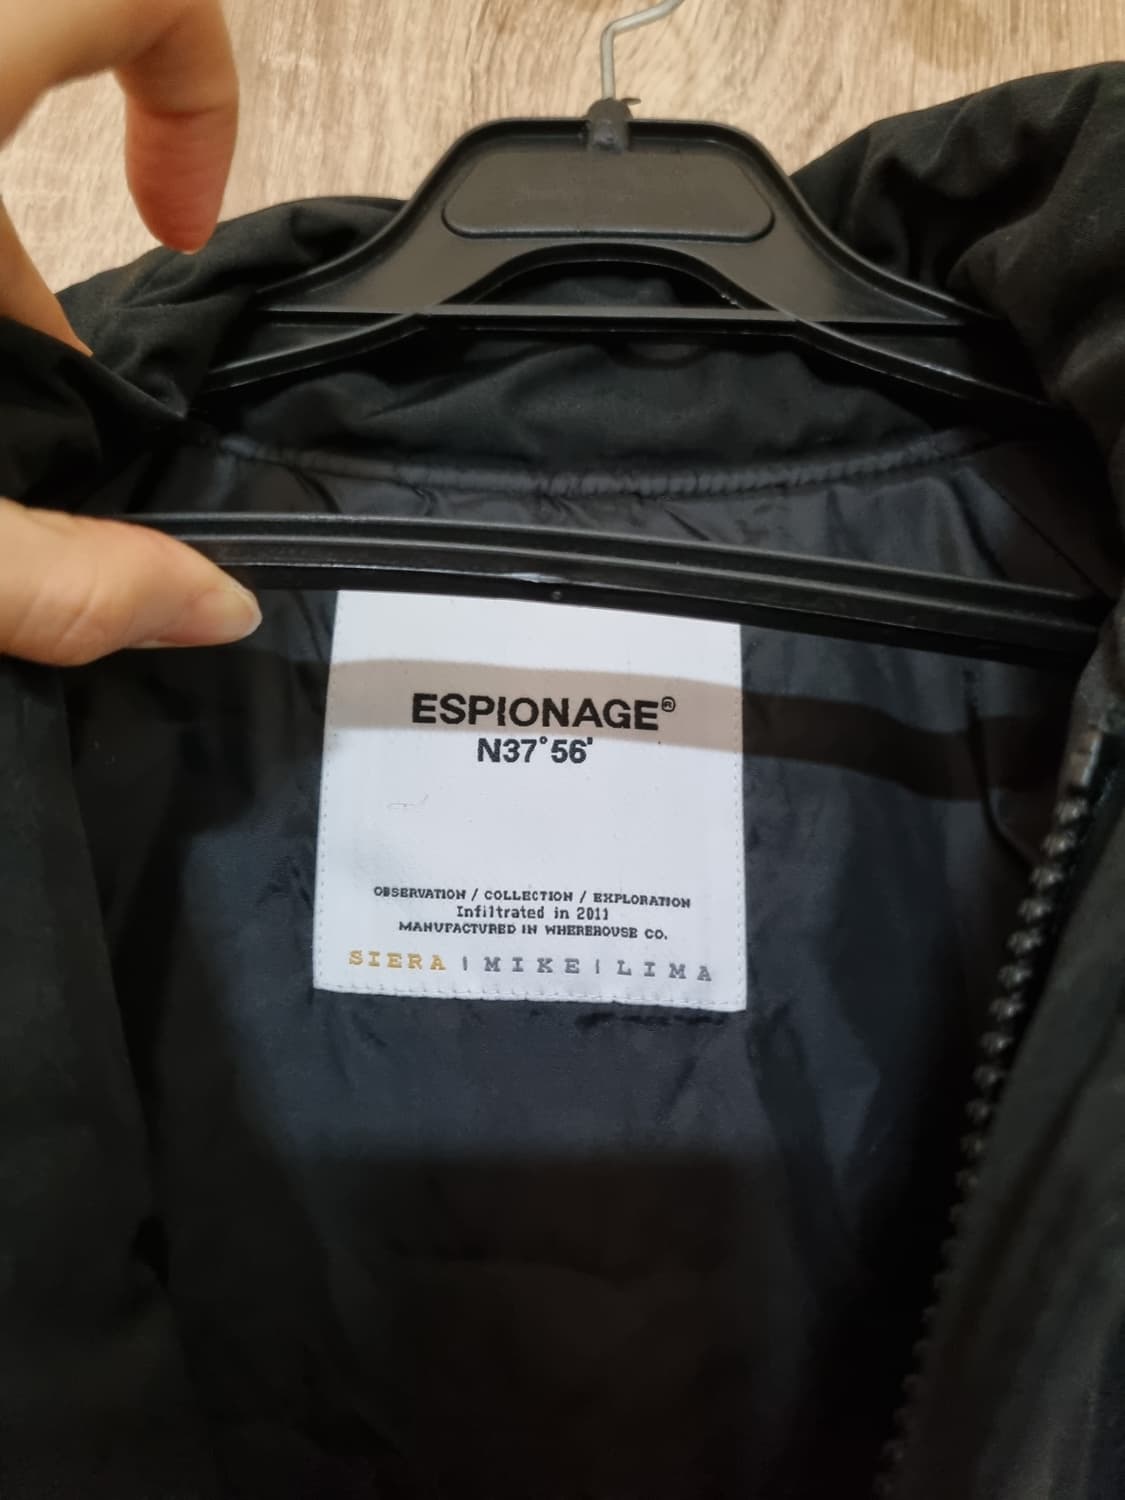 ESPIONAGE®
N37°56'
OBSERVATION / COLLECTION / EXPLORATION
Infiltrated in 2011
MANUFACTURED IN WHEREHOUSE CO.
SIERA | MIKE | LIMA